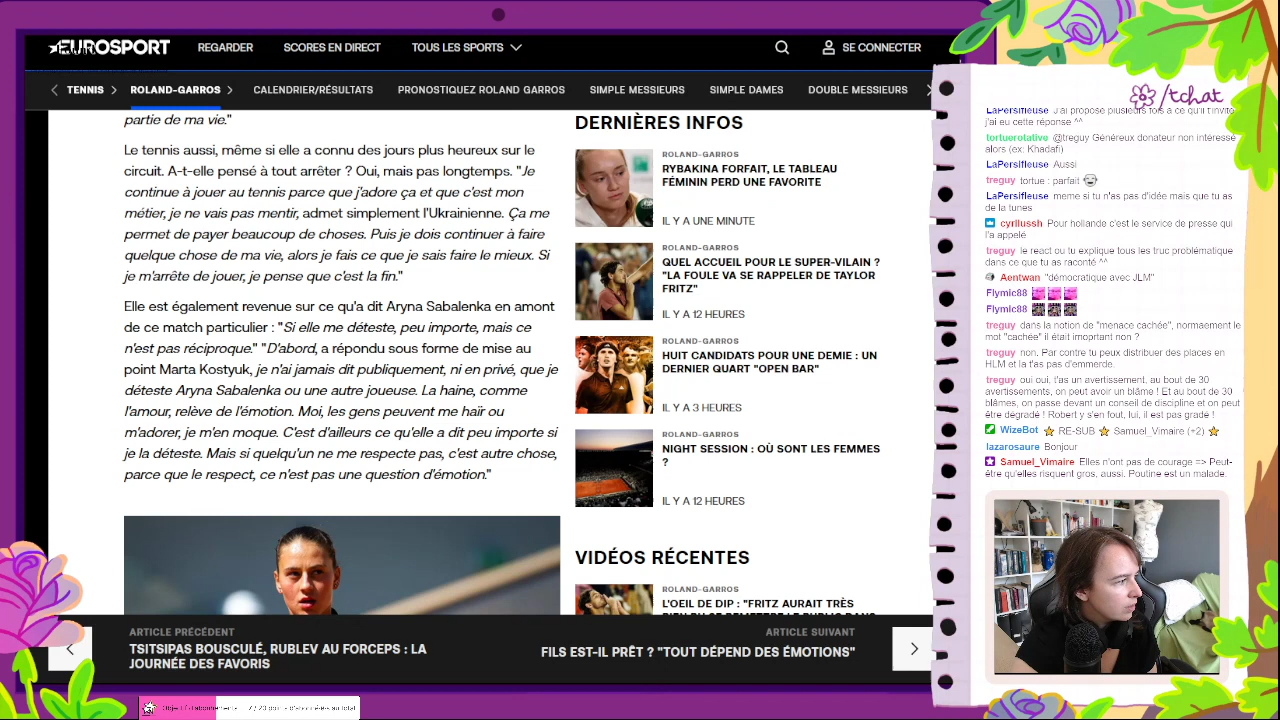 EUROSPORT
REGARDER
SCORES EN DIRECT
TOUS LES SPORTS
SE CONNECTER
TENNIS
ROLAND-GARROS
CALENDRIER/RÉSULTATS
PRONOSTIQUEZ ROLAND GARROS
SIMPLE MESSIEURS
SIMPLE DAMES
DOUBLE MESSIEURS
partie de ma vie."
Le tennis aussi, même si elle a connu des jours plus heureux sur le
circuit. A-t-elle pensé à tout arrêter ? Oui, mais pas longtemps. "Je
continue à jouer au tennis parce que j'adore ça et que c'est mon
métier, je ne vais pas mentir, admet simplement l'Ukrainienne. Ça me
permet de payer beaucoup de choses. Puis je dois continuer à faire
quelque chose de ma vie, alors je fais ce que je sais faire le mieux. Si
je m'arrête de jouer, je pense que c'est la fin."
Elle est également revenue sur ce que disait Aryna Sabalenka en amont
de ce match particulier : "Si elle me déteste, peu importe, mais ce
n'est pas réciproque." "D'abord, a répondu sous forme de mise au
point Marta Kostyuk, je n'ai jamais dit publiquement, ni en privé, que je
déteste Aryna Sabalenka ou une autre joueuse. La haine, comme
l'amour, relève de l'émotion. Moi, les gens peuvent me haïr ou
m'adorer, je m'en moque. C'est d'ailleurs ce qu'elle a dit peu importe si
je la déteste. Mais si quelqu'un ne me respecte pas, c'est autre chose,
parce que le respect, ce n'est pas une question d'émotion."
DERNIÈRES INFOS
ROLAND-GARROS
RYBAKINA FORFAIT, LE TABLEAU
FÉMININ PERD UNE FAVORITE
IL Y A UNE MINUTE
ROLAND-GARROS
QUEL ACCUEIL POUR LE SUPER-VILAIN ?
"LA FOULE VA SE RAPPELER DE TAYLOR
FRITZ"
IL Y A 12 HEURES
ROLAND-GARROS
HUIT CANDIDATS POUR UNE DEMIE : UN
DERNIER QUART "OPEN BAR"
IL Y A 3 HEURES
ROLAND-GARROS
NIGHT SESSION : OÙ SONT LES FEMMES
?
IL Y A 12 HEURES
VIDÉOS RÉCENTES
ROLAND-GARROS
L'OEIL DE DIP : "FRITZ AURAIT TRÈS
ARTICLE PRÉCÉDENT
TSITSIPAS BOUSCULÉ, RUBLEV AU FORCEPS : LA
JOURNÉE DES FAVORIS
ARTICLE SUIVANT
FILS EST-IL PRÊT ? "TOUT DÉPEND DES ÉMOTIONS"
/tchat
LaPersifleuse J'ai proposé plusieurs fois à ce qu'il t'invite
j'ai eu cette réponse ^^
tortuerotative @treguy Généreux donateur non intéressé
alors (ex: Khadafi)
LaPersifleuse Aussi
treguy tortue : parfait
LaPersifleuse meme si tu n'as pas d'idée mais que tu as
de la tunes
cyrillussh Pour hollande c'est le service de presse qui
l'a appelé
treguy le react ou tu explique tous les truc problématique
dans ce que tu as raconté ^^
Aentwan "démocratique avec JLM"
Flymic88
Flymic88
treguy dans la notion de "menace cachée", normaement le
mot "cachée" il était important non ?
treguy non. Par contre tu peux distribuer des places en
HLM et la t'as pas d'emmerde.
treguy oui oui, t'as un avertissement, au bout de 30
avertissements, on peut avoir un blâme ! Et au bout de 30
blâmes, on passe devant un conseil de discipline et on peut
être dégradé ! Robert y s'en fout, lui, il est pas gradé !
WizeBot RE-SUB Samuel_Vimaire (+2)
lazarosaure Bonjour
Samuel_Vimaire Elles n'ont pas de courage => Peut-
être qu'elles risquent gros, aussi. Poutine est un malade.